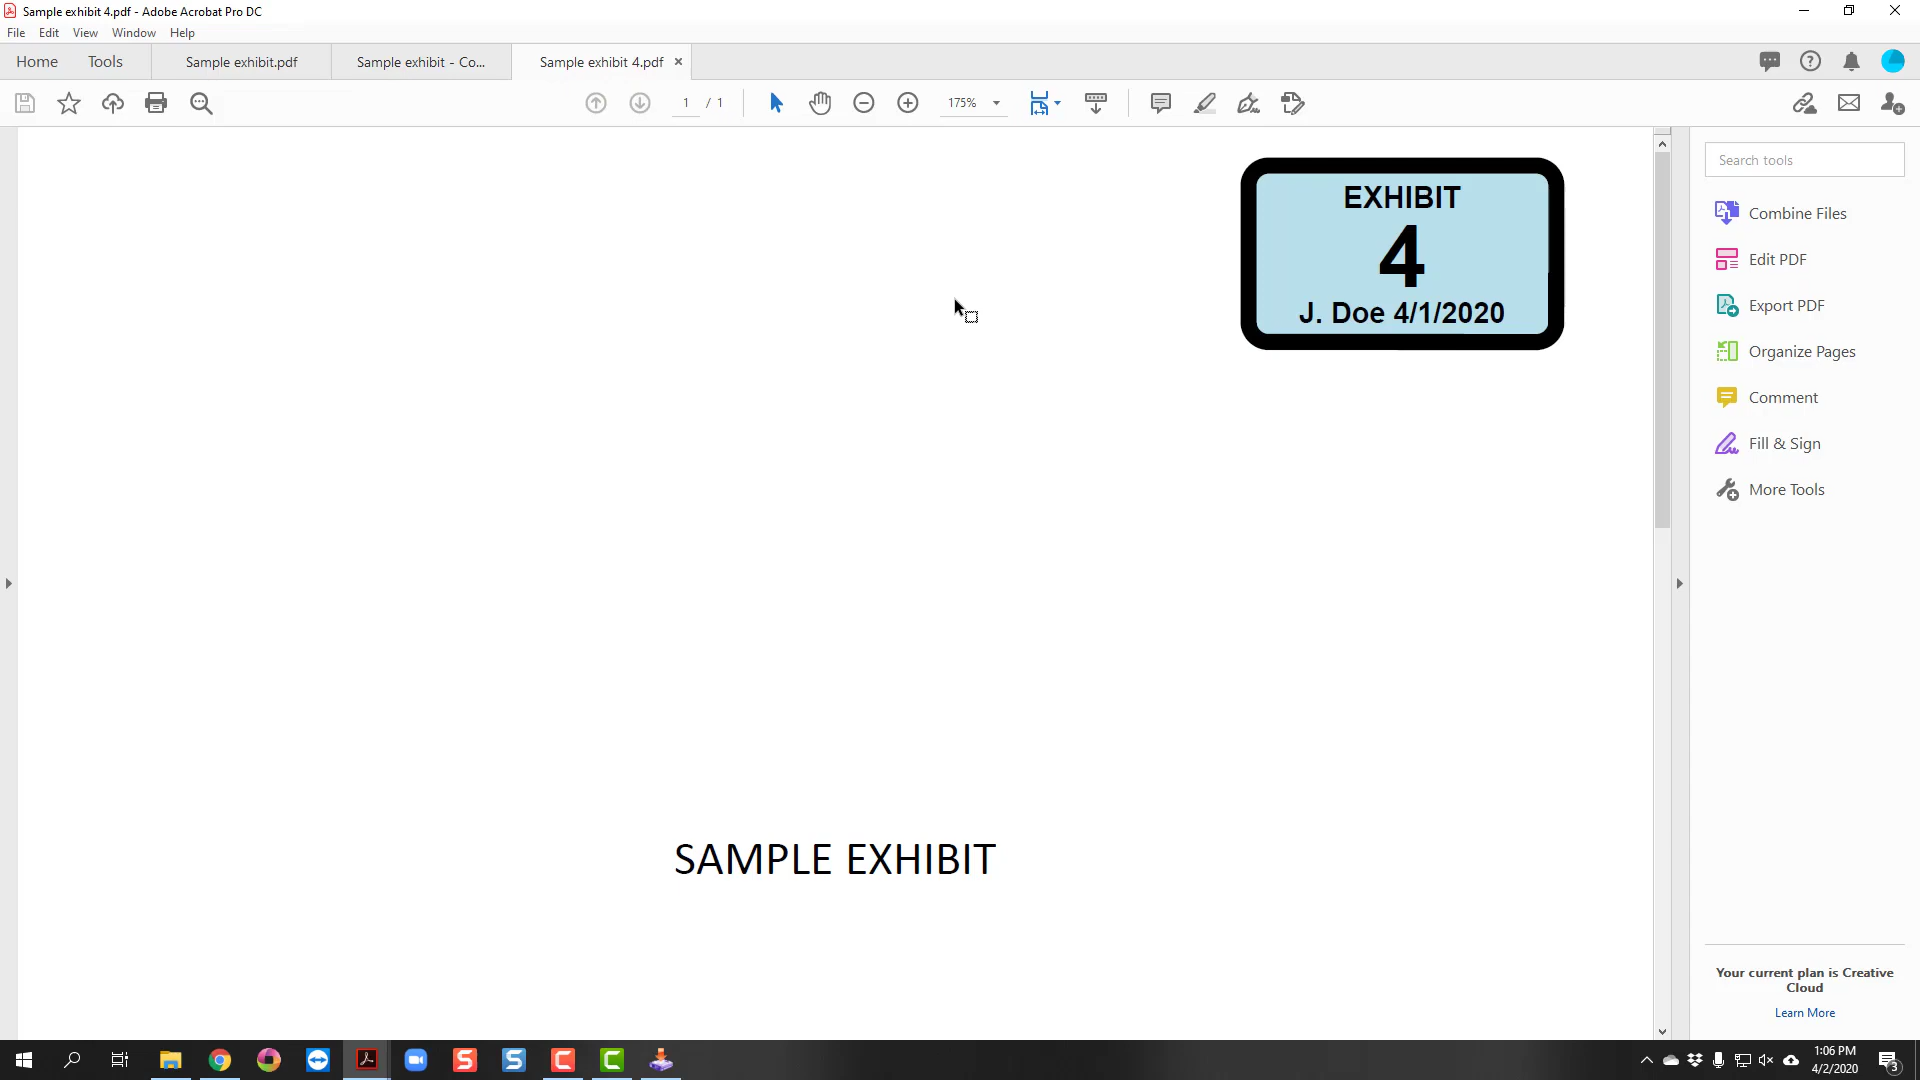 Sample exhibit 4.pdf - Adobe Acrobat Pro DC
File Edit View Window Help
Home Tools Sample exhibit.pdf Sample exhibit - Co... Sample exhibit 4.pdf
1 / 1 175%
Search tools
EXHIBIT
4
J. Doe 4/1/2020
Combine Files
Edit PDF
Export PDF
Organize Pages
Comment
Fill & Sign
More Tools
SAMPLE EXHIBIT
Your current plan is Creative
Cloud
Learn More
1:06 PM
4/2/2020
3